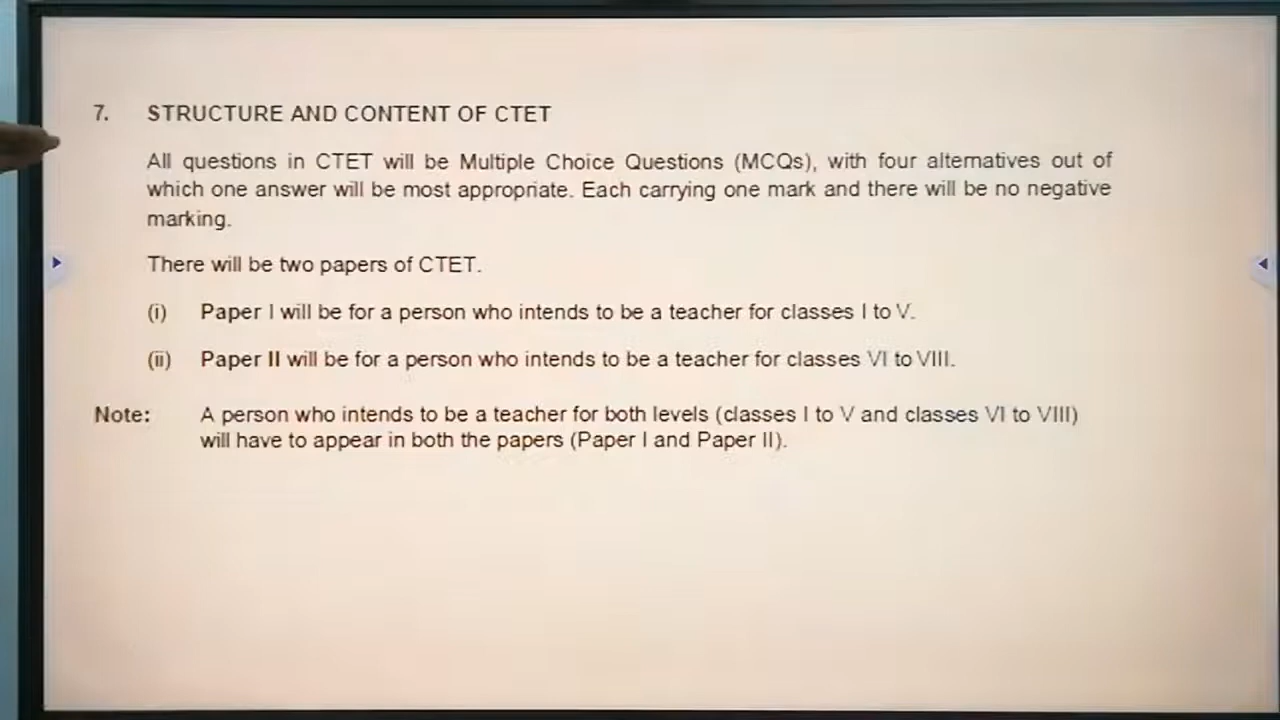 7. STRUCTURE AND CONTENT OF CTET
All questions in CTET will be Multiple Choice Questions (MCQs), with four alternatives out of
which one answer will be most appropriate. Each carrying one mark and there will be no negative
marking.
There will be two papers of CTET.
(i) Paper I will be for a person who intends to be a teacher for classes I to V.
(ii) Paper II will be for a person who intends to be a teacher for classes VI to VIII.
Note: A person who intends to be a teacher for both levels (classes I to V and classes VI to VIII)
will have to appear in both the papers (Paper I and Paper II).